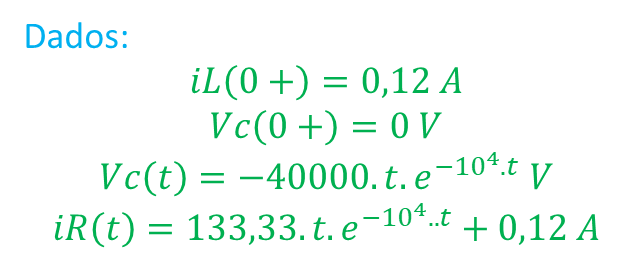 Dados:
iL(0 +) = 0,12 A
Vc(0 +) = 0 V
Vc(t) = −40000. t. e^{−10^{4}.t} V
iR(t) = 133,33. t. e^{−10^{4}..t} + 0,12 A